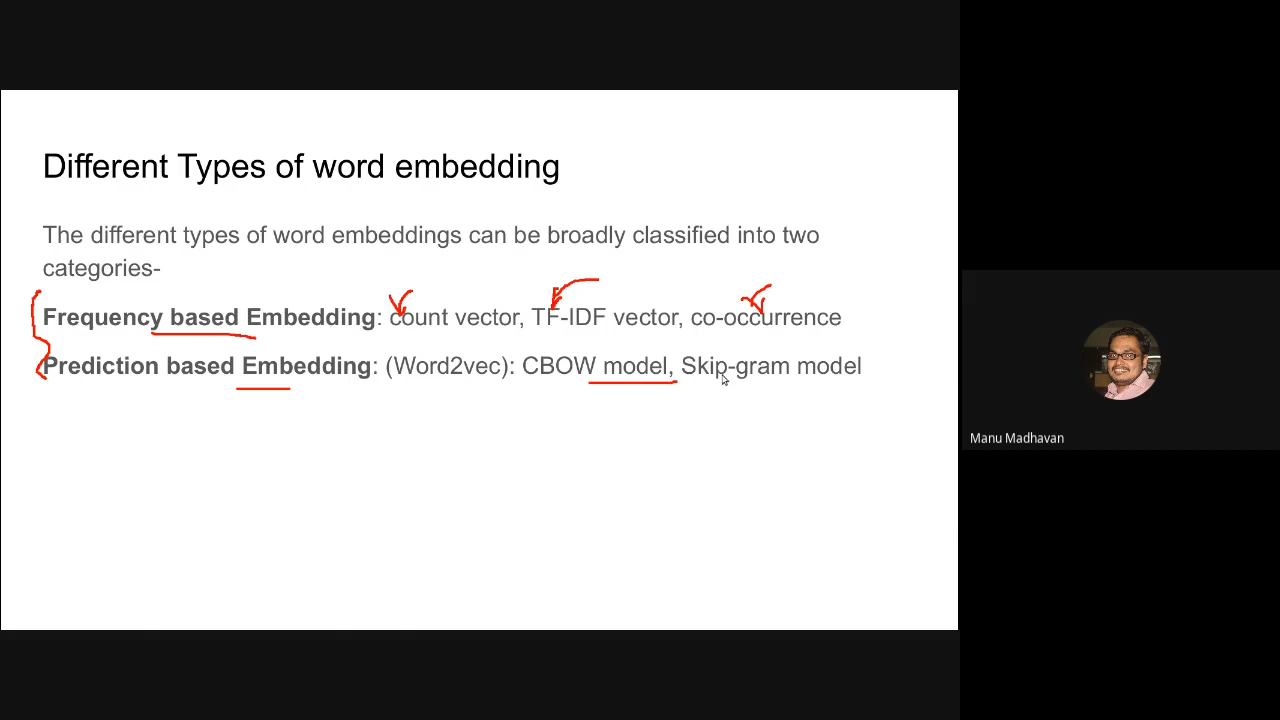 Different Types of word embedding
The different types of word embeddings can be broadly classified into two
categories-
Frequency based Embedding: count vector, TF-IDF vector, co-occurrence
Prediction based Embedding: (Word2vec): CBOW model, Skip-gram model
Manu Madhavan